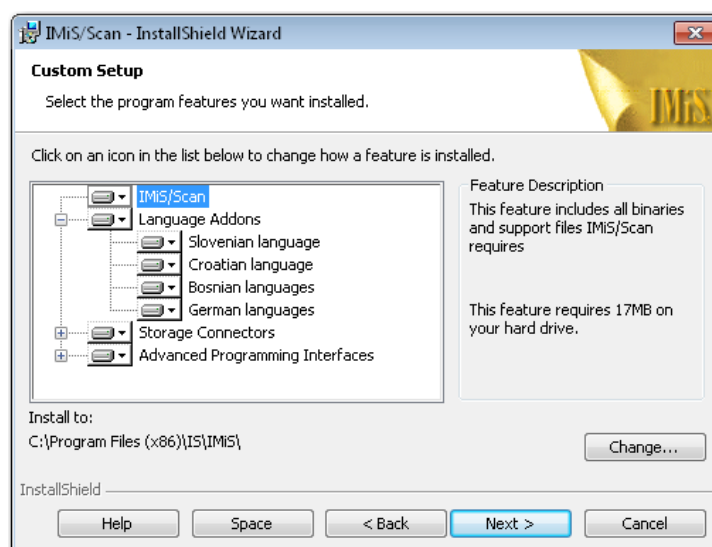 IMiS/Scan - InstallShield Wizard
Custom Setup
Select the program features you want installed.
IMiS
Click on an icon in the list below to change how a feature is installed.
IMiS/Scan
Language Addons
Slovenian language
Croatian language
Bosnian languages
German languages
Storage Connectors
Advanced Programming Interfaces
Feature Description
This feature includes all binaries
and support files IMiS/Scan
requires
This feature requires 17MB on
your hard drive.
Install to:
C:\Program Files (x86)\IS\IMiS\
Change...
InstallShield
Help
Space
< Back
Next >
Cancel